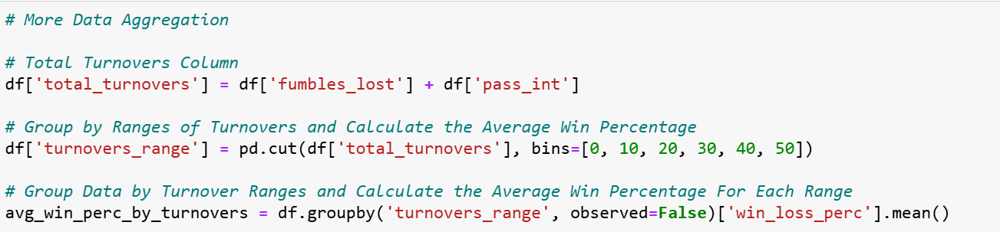 # More Data Aggregation
# Total Turnovers Column
df['total_turnovers'] = df['fumbles_lost'] + df['pass_int']
# Group by Ranges of Turnovers and Calculate the Average Win Percentage
df['turnovers_range'] = pd.cut(df['total_turnovers'], bins=[0, 10, 20, 30, 40, 50])
# Group Data by Turnover Ranges and Calculate the Average Win Percentage For Each Range
avg_win_perc_by_turnovers = df.groupby('turnovers_range', observed=False)['win_loss_perc'].mean()